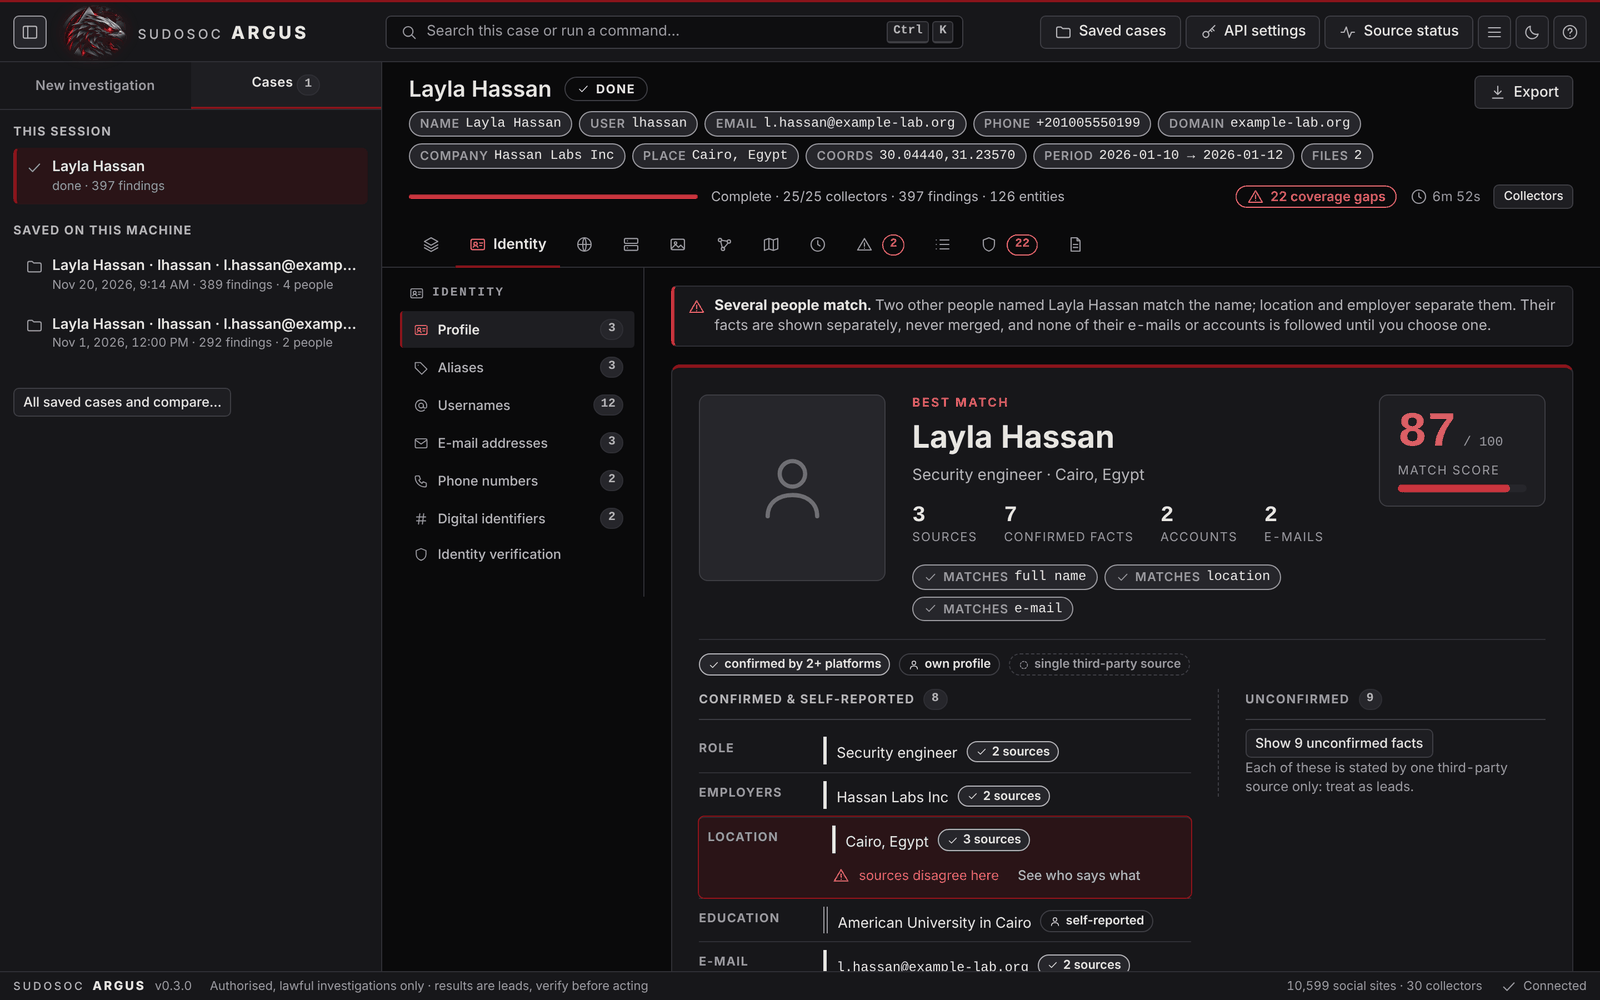 SUDOSOC ARGUS
Search this case or run a command...
Ctrl K
Saved cases
API settings
Source status
New investigation
Cases 1
THIS SESSION
Layla Hassan
done · 397 findings
SAVED ON THIS MACHINE
Layla Hassan · lhassan · l.hassan@examp...
Nov 20, 2026, 9:14 AM · 389 findings · 4 people
Layla Hassan · lhassan · l.hassan@examp...
Nov 1, 2026, 12:00 PM · 292 findings · 2 people
All saved cases and compare...
Layla Hassan
DONE
Export
NAME Layla Hassan
USER lhassan
EMAIL l.hassan@example-lab.org
PHONE +201005550199
DOMAIN example-lab.org
COMPANY Hassan Labs Inc
PLACE Cairo, Egypt
COORDS 30.04440,31.23570
PERIOD 2026-01-10 → 2026-01-12
FILES 2
Complete · 25/25 collectors · 397 findings · 126 entities
22 coverage gaps
6m 52s
Collectors
Identity
2
22
IDENTITY
Profile 3
Aliases 3
Usernames 12
E-mail addresses 3
Phone numbers 2
Digital identifiers 2
Identity verification
Several people match. Two other people named Layla Hassan match the name; location and employer separate them. Their
facts are shown separately, never merged, and none of their e-mails or accounts is followed until you choose one.
BEST MATCH
Layla Hassan
Security engineer · Cairo, Egypt
3 SOURCES
7 CONFIRMED FACTS
2 ACCOUNTS
2 E-MAILS
MATCHES full name
MATCHES location
MATCHES e-mail
87 / 100
MATCH SCORE
confirmed by 2+ platforms
own profile
single third-party source
CONFIRMED & SELF-REPORTED 8
ROLE
Security engineer
2 sources
EMPLOYERS
Hassan Labs Inc
2 sources
LOCATION
Cairo, Egypt
3 sources
sources disagree here
See who says what
EDUCATION
American University in Cairo
self-reported
E-MAIL
l.hassan@example-lab.org
2 sources
UNCONFIRMED 9
Show 9 unconfirmed facts
Each of these is stated by one third-party
source only: treat as leads.
SUDOSOC ARGUS v0.3.0
Authorised, lawful investigations only · results are leads, verify before acting
10,599 social sites · 30 collectors
Connected